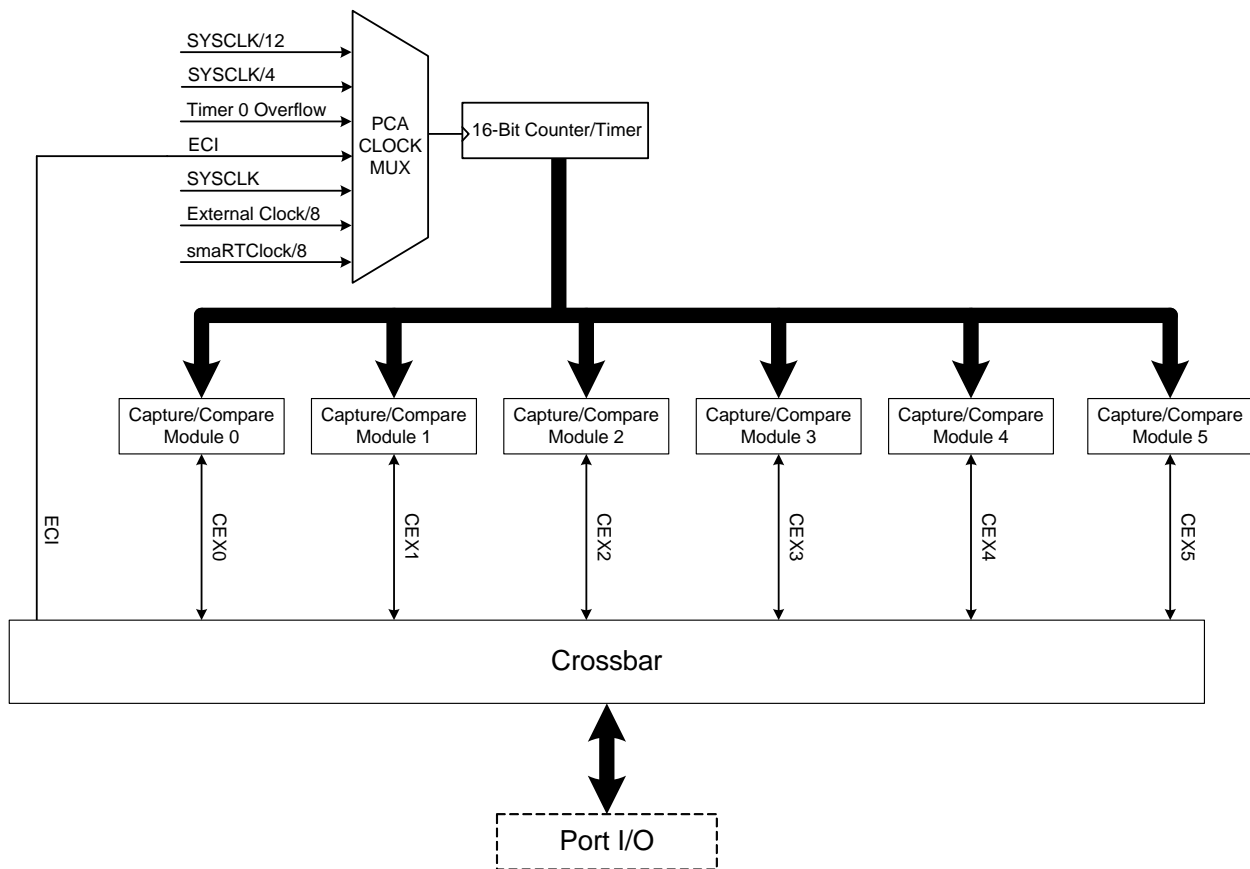 SYSCLK/12
SYSCLK/4
Timer 0 Overflow
ECI
SYSCLK
External Clock/8
smaRTClock/8
PCA
CLOCK
MUX
16-Bit Counter/Timer
Capture/Compare
Module 0
Capture/Compare
Module 1
Capture/Compare
Module 2
Capture/Compare
Module 3
Capture/Compare
Module 4
Capture/Compare
Module 5
ECI
CEX0
CEX1
CEX2
CEX3
CEX4
CEX5
Crossbar
Port I/O